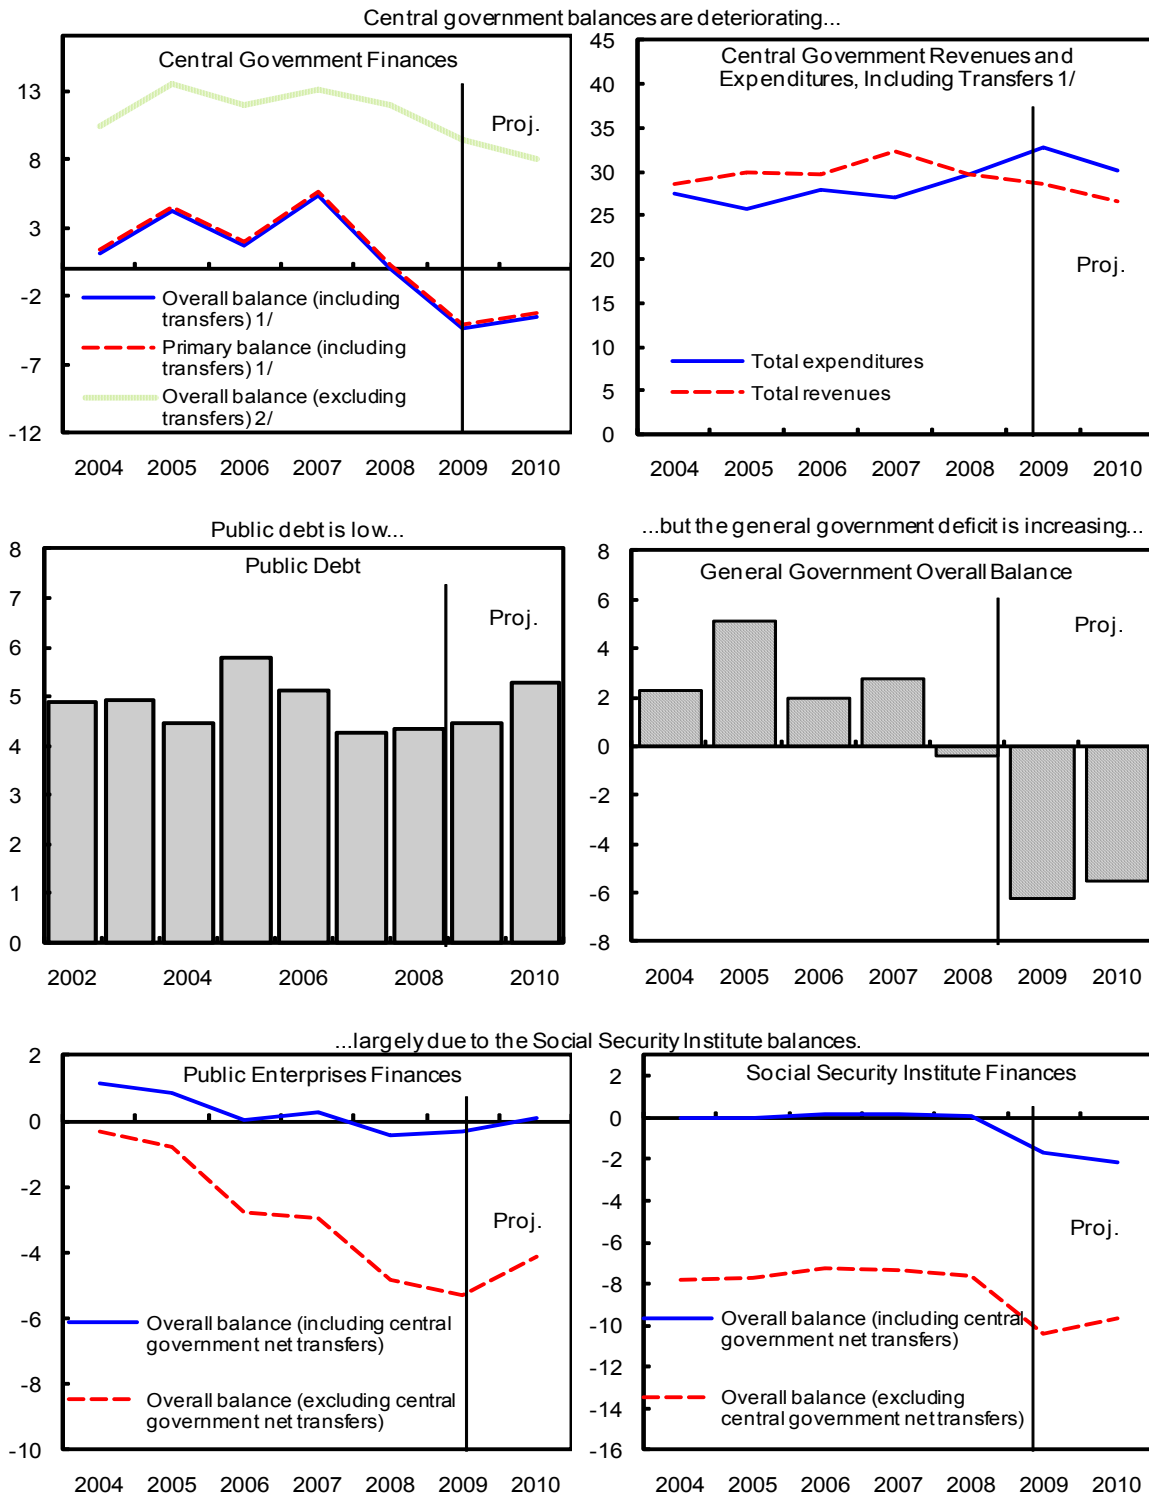 Central government balances are deteriorating...
Central Government Finances
13
8
3
-2
-7
-12
Proj.
Overall balance (including
transfers) 1/
Primary balance (including
transfers) 1/
Overall balance (excluding
transfers) 2/
2004 2005 2006 2007 2008 2009 2010
Central Government Revenues and
Expenditures, Including Transfers 1/
45
40
35
30
25
20
15
10
5
0
Proj.
Total expenditures
Total revenues
2004 2005 2006 2007 2008 2009 2010
Public debt is low...
Public Debt
8
7
6
5
4
3
2
1
0
Proj.
2002 2004 2006 2008 2010
...but the general government deficit is increasing...
General Government Overall Balance
8
6
4
2
0
-2
-4
-6
-8
Proj.
2004 2005 2006 2007 2008 2009 2010
...largely due to the Social Security Institute balances.
Public Enterprises Finances
2
0
-2
-4
-6
-8
-10
Proj.
Overall balance (including central
government net transfers)
Overall balance (excluding central
government net transfers)
2004 2005 2006 2007 2008 2009 2010
Social Security Institute Finances
2
0
-2
-4
-6
-8
-10
-12
-14
-16
Proj.
Overall balance (including central
government net transfers)
Overall balance (excluding
central government net transfers)
2004 2005 2006 2007 2008 2009 2010